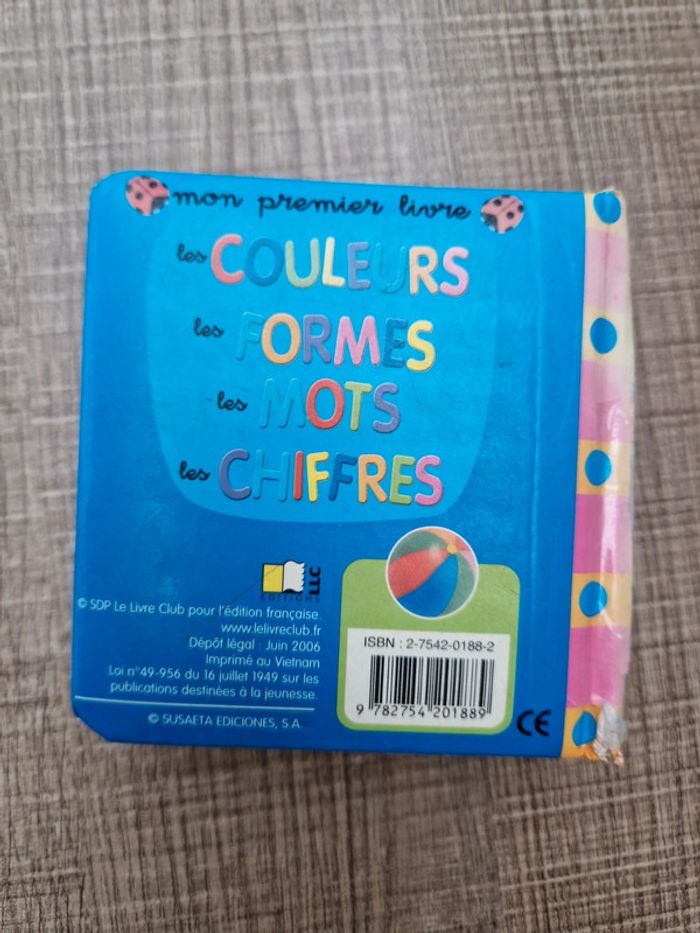 mon premier livre
les COULEURS
les FORMES
les MOTS
les CHIFFRES
EDITIONS LLC
© SDP Le Livre Club pour l'édition française.
www.lelivreclub.fr
Dépôt légal : Juin 2006
Imprimé au Vietnam
Loi n°49-956 du 16 juillet 1949 sur les
publications destinées à la jeunesse.
© SUSAETA EDICIONES, S.A.
ISBN : 2-7542-0188-2
9 782754 201889
CE